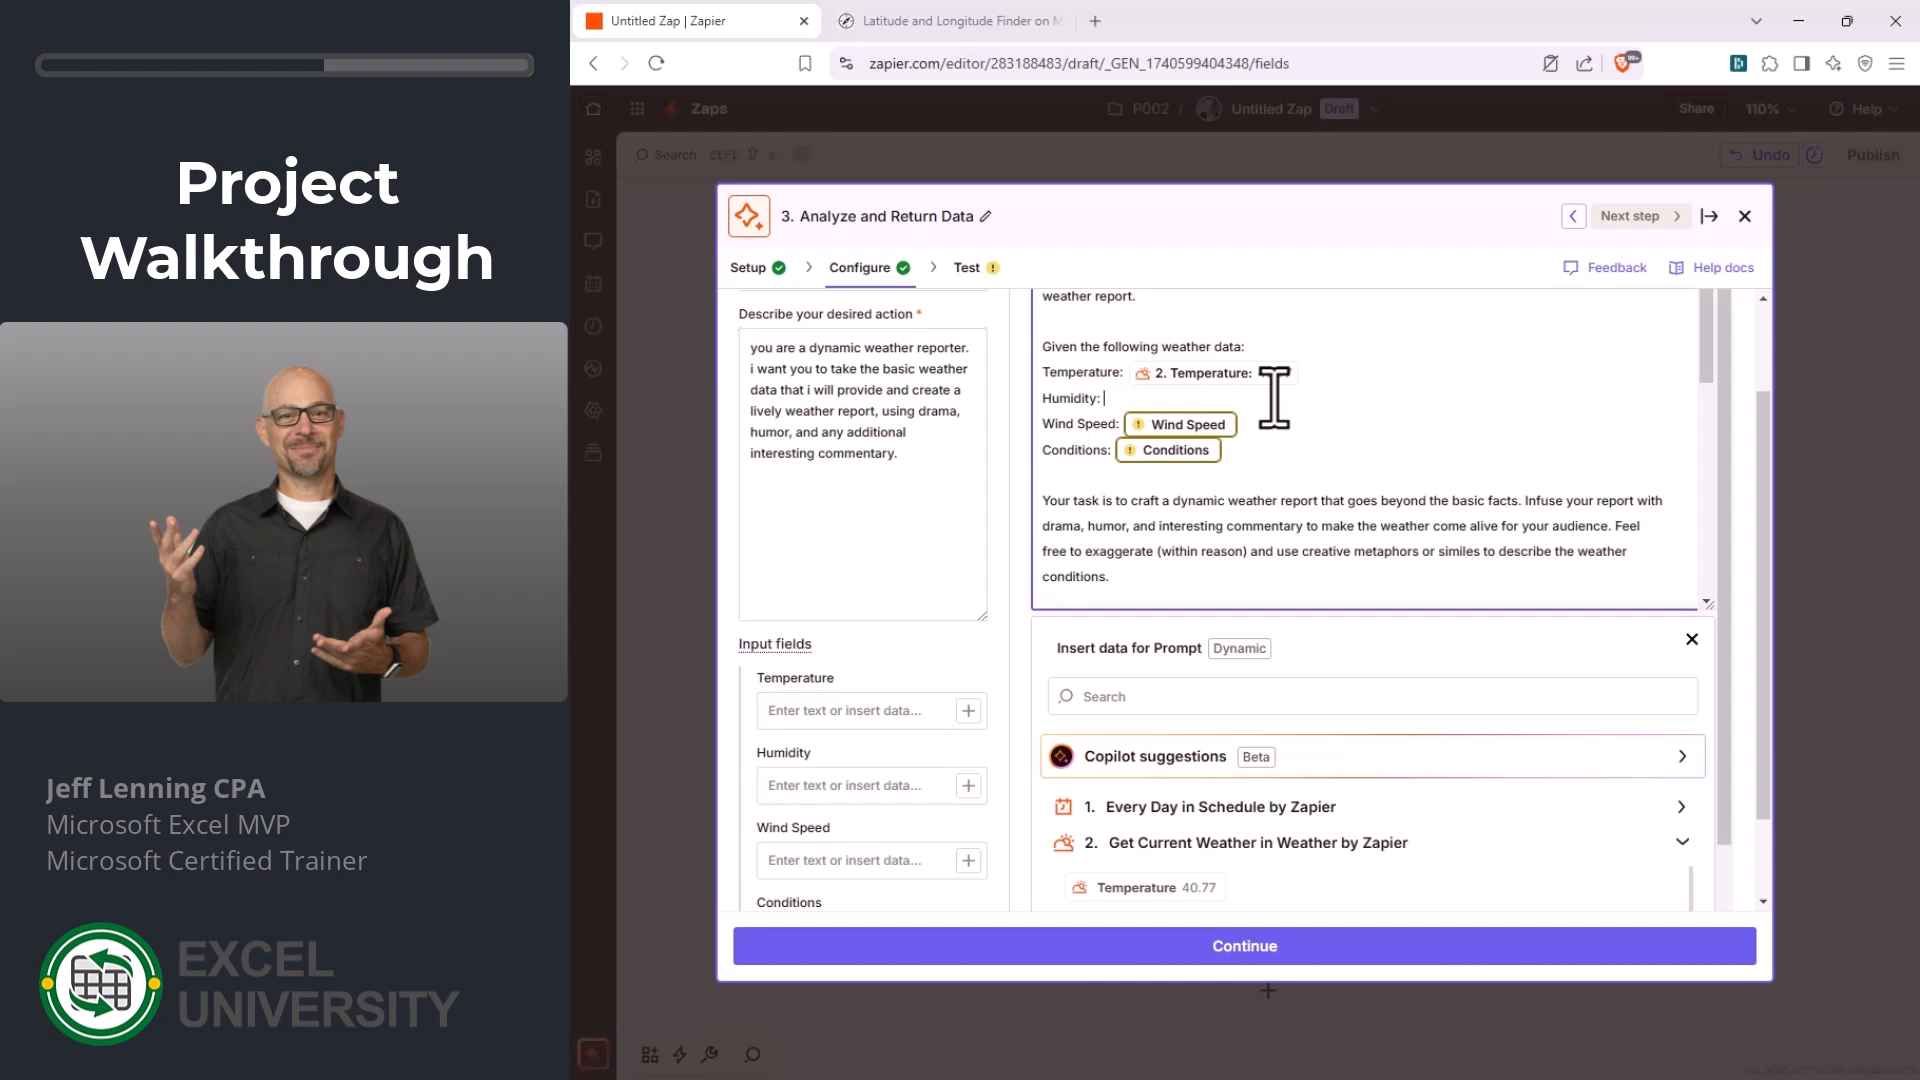 Project
Walkthrough
Jeff Lenning CPA
Microsoft Excel MVP
Microsoft Certified Trainer
EXCEL
UNIVERSITY
Untitled Zap | Zapier
Latitude and Longitude Finder on M
zapier.com/editor/283188483/draft/_GEN_1740599404348/fields
99+
Zaps
P002 / Untitled Zap Draft
Share
110%
Help
Search Ctrl
Undo
Publish
3. Analyze and Return Data
Next step
Setup
Configure
Test
Feedback
Help docs
Describe your desired action *
you are a dynamic weather reporter.
i want you to take the basic weather
data that i will provide and create a
lively weather report, using drama,
humor, and any additional
interesting commentary.
Input fields
Temperature
Enter text or insert data...
Humidity
Enter text or insert data...
Wind Speed
Enter text or insert data...
Conditions
weather report.
Given the following weather data:
Temperature: 2. Temperature:
Humidity:
Wind Speed: Wind Speed
Conditions: Conditions
Your task is to craft a dynamic weather report that goes beyond the basic facts. Infuse your report with
drama, humor, and interesting commentary to make the weather come alive for your audience. Feel
free to exaggerate (within reason) and use creative metaphors or similes to describe the weather
conditions.
Insert data for Prompt Dynamic
Search
Copilot suggestions Beta
1. Every Day in Schedule by Zapier
2. Get Current Weather in Weather by Zapier
Temperature 40.77
Continue